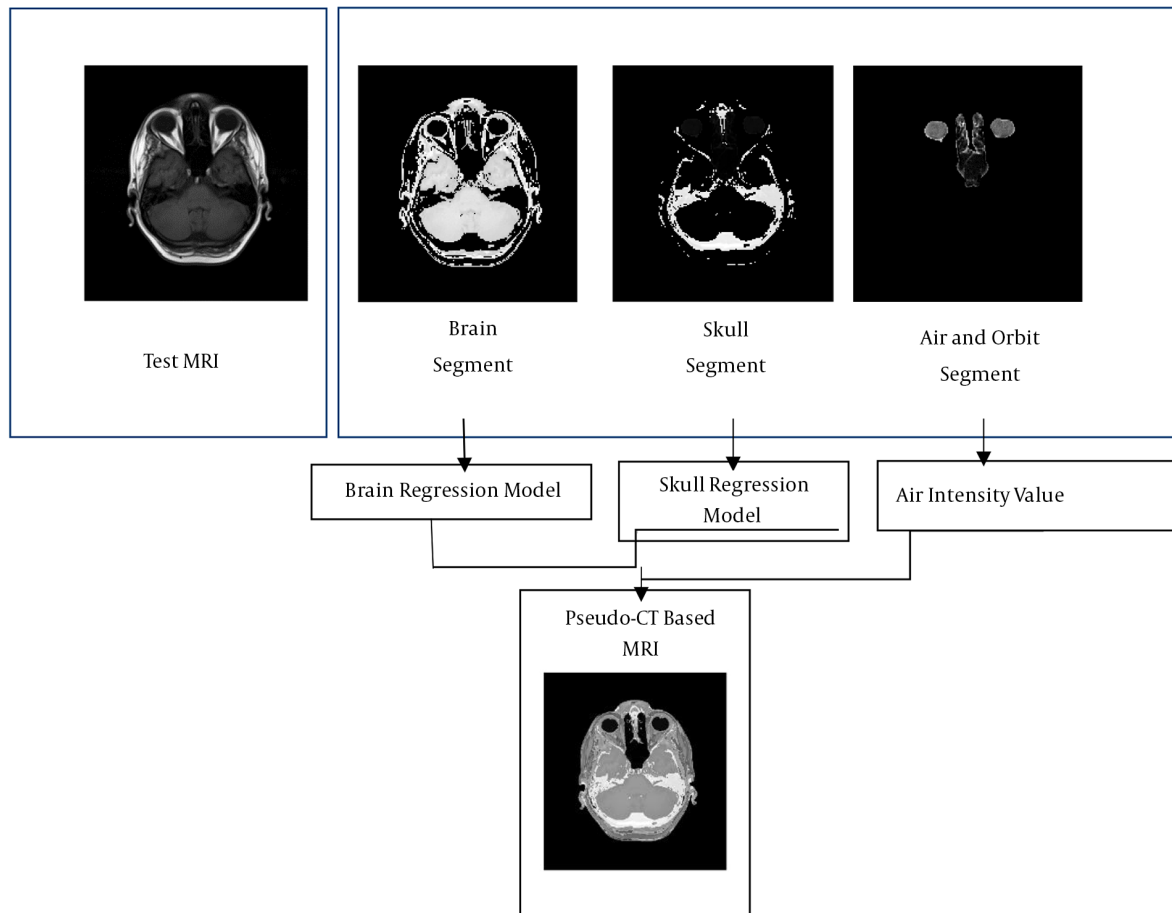 Test MRI
Brain
Segment
Skull
Segment
Air and Orbit
Segment
Brain Regression Model
Skull Regression
Model
Air Intensity Value
Pseudo-CT Based
MRI